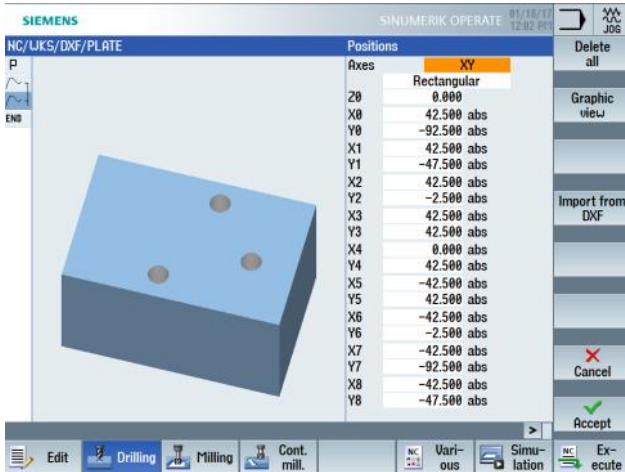 SIEMENS
SINUMERIK OPERATE
01/18/17
12:02 PM
JOG
NC/WKS/DXF/PLATE
Positions
Delete
all
P
Axes XY
Rectangular
END
Z0 0.000
X0 42.500 abs
Y0 -92.500 abs
Graphic
view
X1 42.500 abs
Y1 -47.500 abs
X2 42.500 abs
Y2 -2.500 abs
X3 42.500 abs
Y3 42.500 abs
Import from
DXF
X4 0.000 abs
Y4 42.500 abs
X5 -42.500 abs
Y5 42.500 abs
X6 -42.500 abs
Y6 -2.500 abs
X7 -42.500 abs
Y7 -92.500 abs
Cancel
X8 -42.500 abs
Y8 -47.500 abs
Accept
>
Edit
Drilling
Milling
Cont.
mill.
NC
Vari-
ous
Simu-
lation
NC
Ex-
ecute